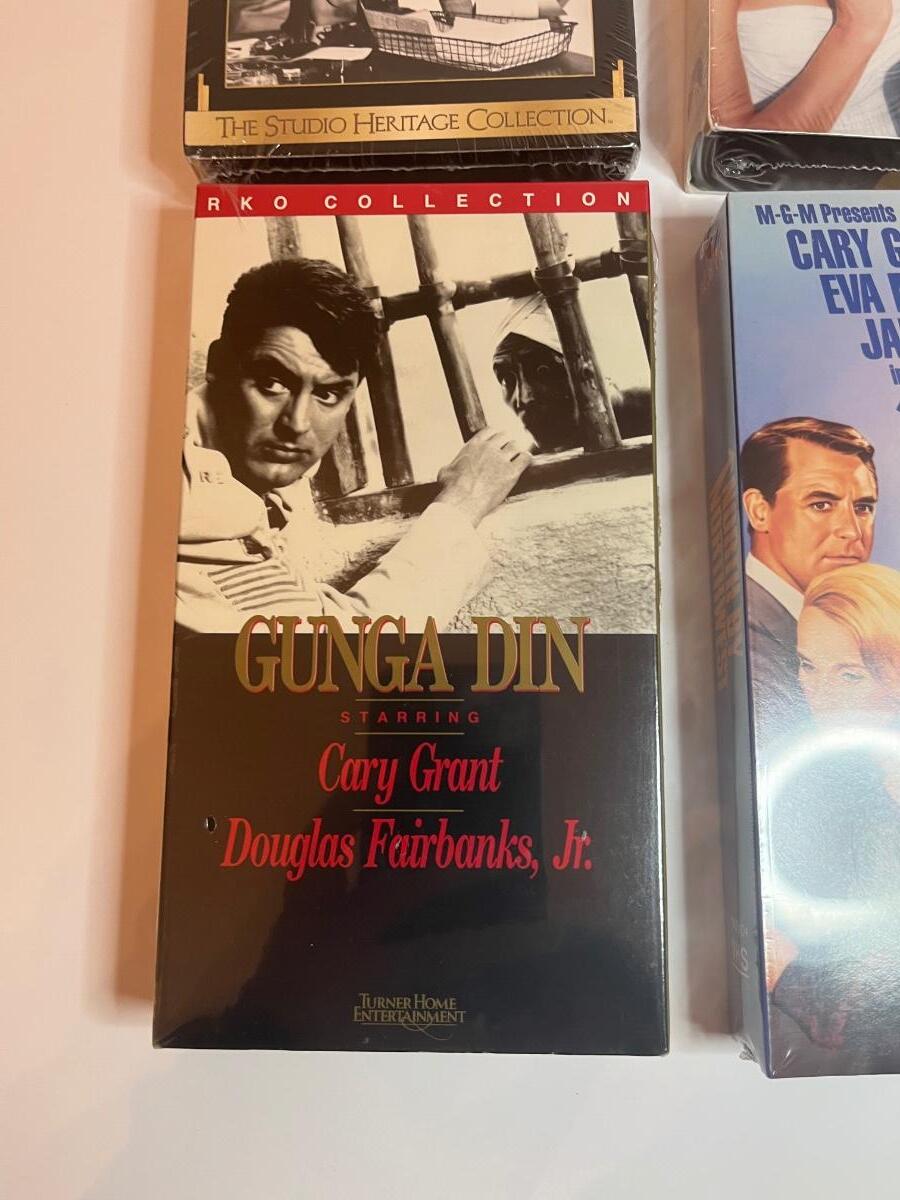 THE STUDIO HERITAGE COLLECTION™
RKO COLLECTION
GUNGA DIN
STARRING
Cary Grant
Douglas Fairbanks, Jr.
TURNER HOME
ENTERTAINMENT
M-G-M Presents
CARY G
EVA
JA